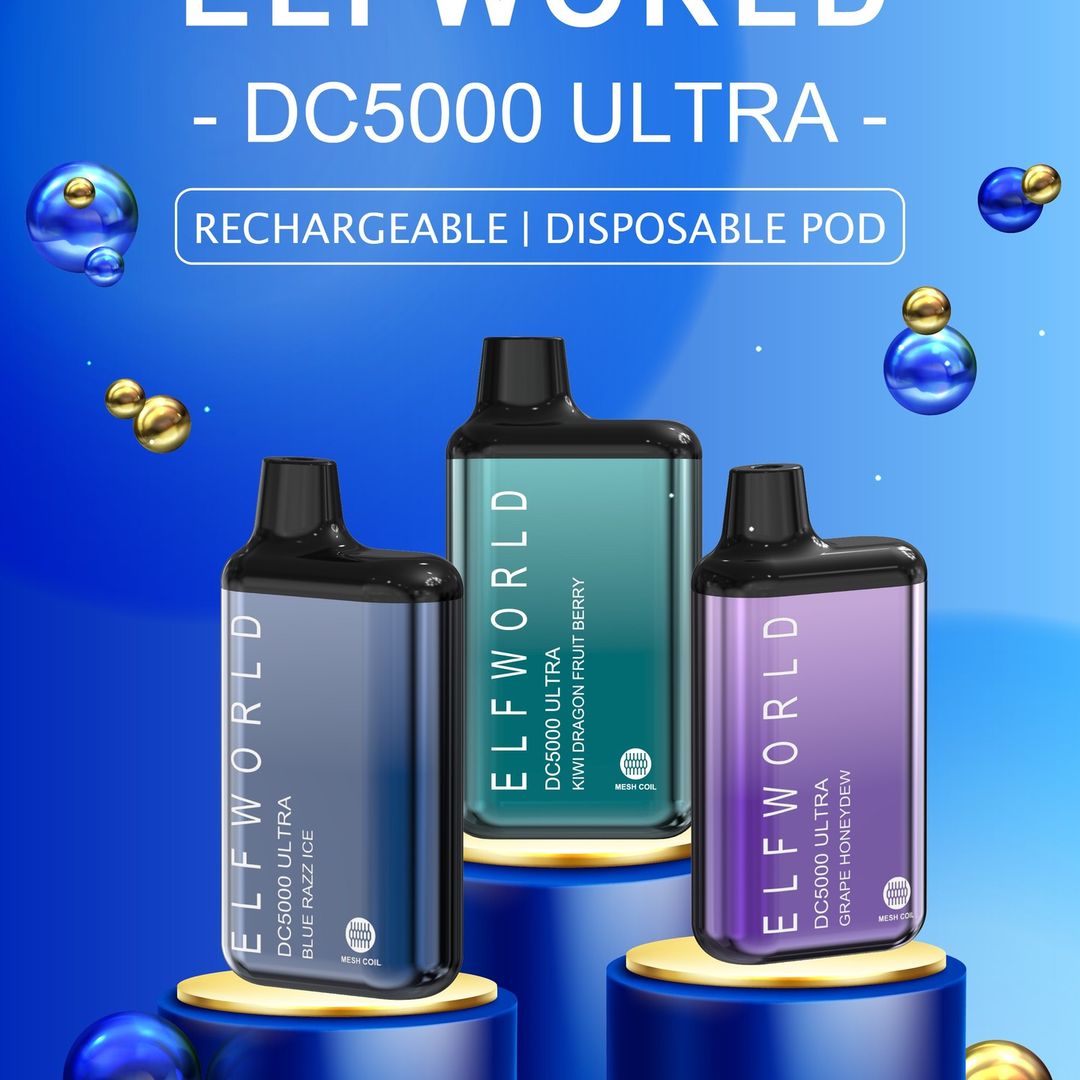 ELFWORLD
- DC5000 ULTRA -
RECHARGEABLE | DISPOSABLE POD
ELFWORLD
DC5000 ULTRA
BLUE RAZZ ICE
MESH COIL
ELFWORLD
DC5000 ULTRA
KIWI DRAGON FRUIT BERRY
MESH COIL
ELFWORLD
DC5000 ULTRA
GRAPE HONEYDEW
MESH COIL